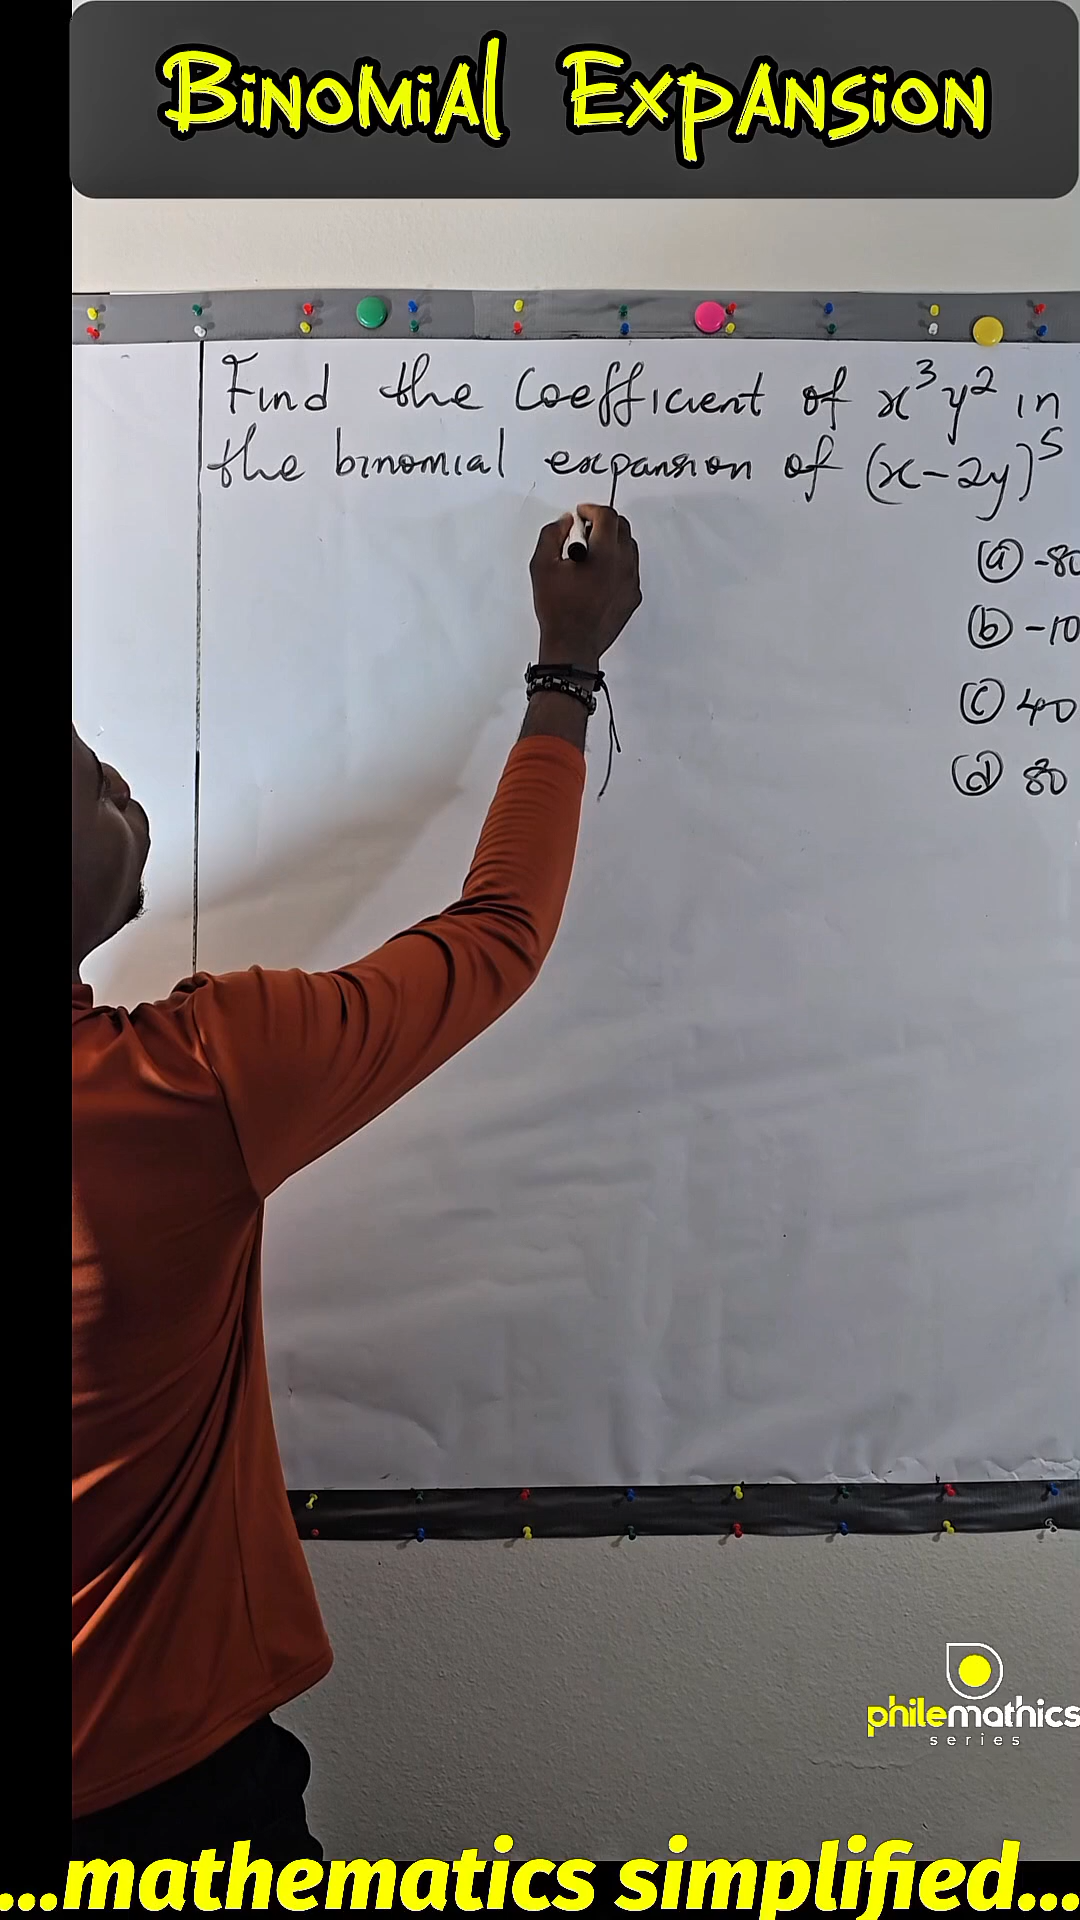 Binomial Expansion
Find the Coefficient of x³y² in
the binomial expansion of (x-2y)⁵
(a) -80
(b) -10
(c) 40
(d) 80
philemathics
series
...mathematics simplified...